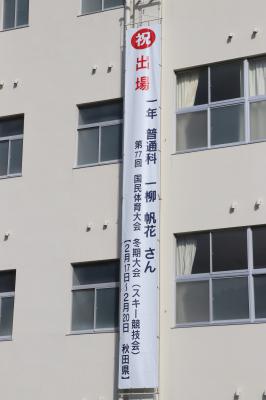 祝出場
一年 普通科 一柳 帆花 さん
第77回 国民体育大会 冬期大会(スキー競技会)
【2月17日~2月20日 秋田県】